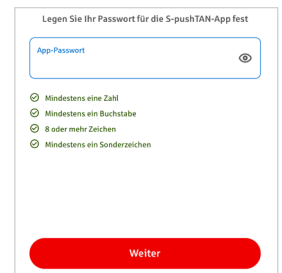 Legen Sie Ihr Passwort für die S-pushTAN-App fest
App-Passwort
Mindestens eine Zahl
Mindestens ein Buchstabe
8 oder mehr Zeichen
Mindestens ein Sonderzeichen
Weiter